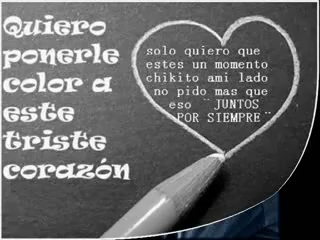 Quiero
ponerle
color a
este
triste
corazón
solo quiero que
estes un momento
chikito ami lado
no pido mas que
eso ¨JUNTOS
POR SIEMPRE¨